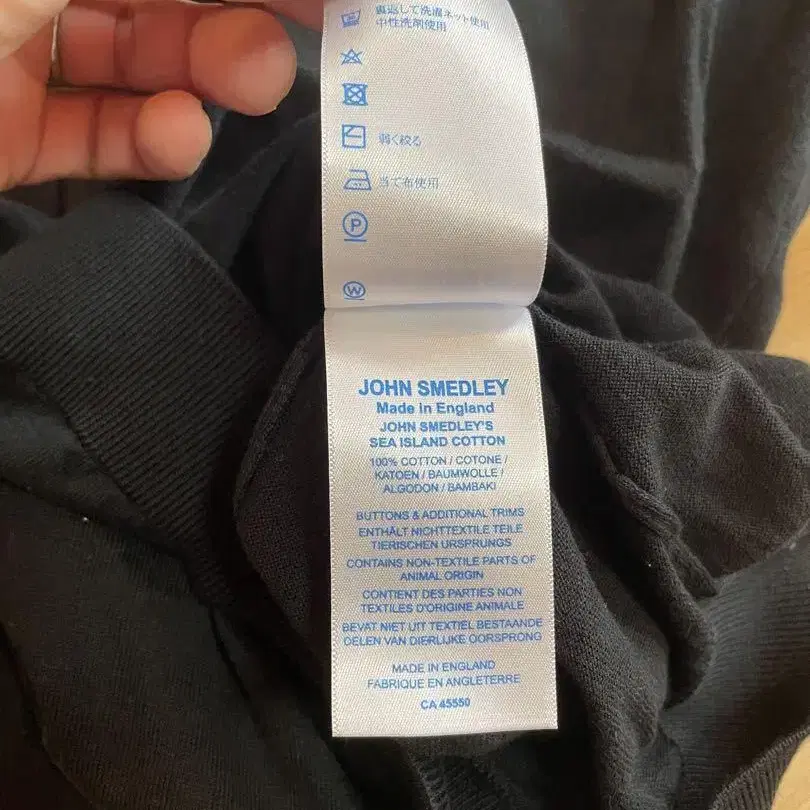 裏返して洗濯ネット使用
中性洗剤使用
弱く絞る
当て布使用
P
W
JOHN SMEDLEY
Made in England
JOHN SMEDLEY'S
SEA ISLAND COTTON
100% COTTON / COTONE /
KATOEN / BAUMWOLLE /
ALGODON / BAMBAKI
BUTTONS & ADDITIONAL TRIMS
ENTHÄLT NICHTTEXTILE TEILE
TIERISCHEN URSPRUNGS
CONTAINS NON-TEXTILE PARTS OF
ANIMAL ORIGIN
CONTIENT DES PARTIES NON
TEXTILES D'ORIGINE ANIMALE
BEVAT NIET UIT TEXTIEL BESTAANDE
DELEN VAN DIERLIJKE OORSPRONG
MADE IN ENGLAND
FABRIQUE EN ANGLETERRE
CA 45550